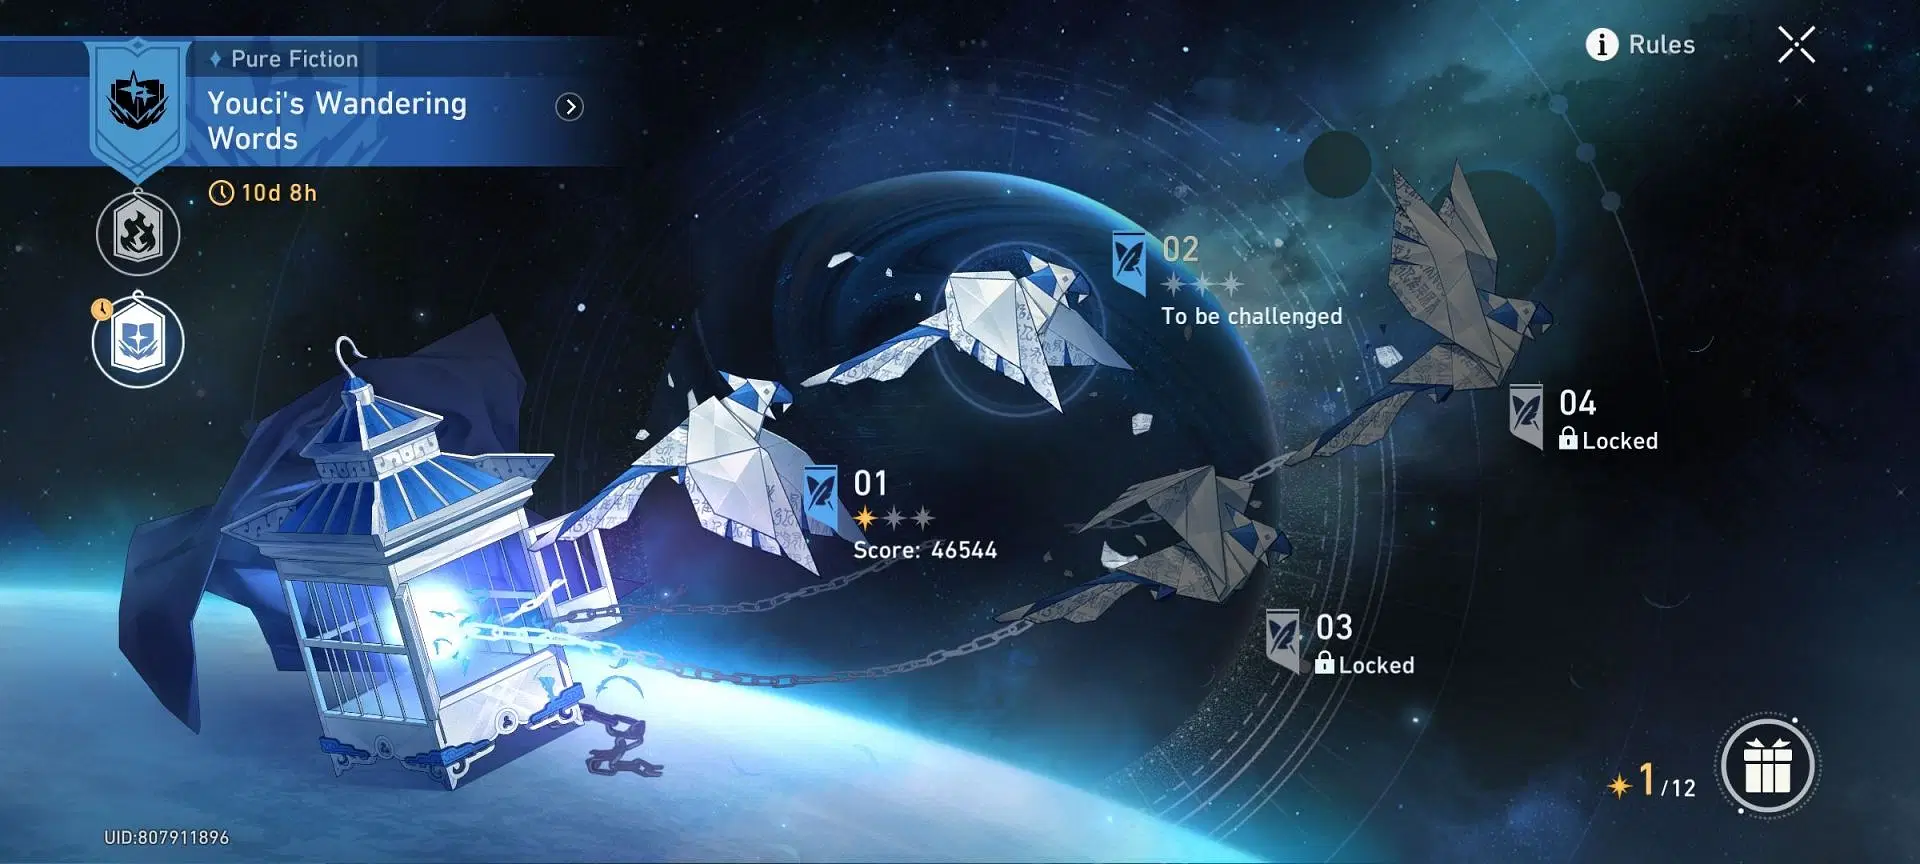 Pure Fiction
Youci's Wandering
Words
10d 8h
Rules
02
To be challenged
04
Locked
01
Score: 46544
03
Locked
1/12
UID:807911896